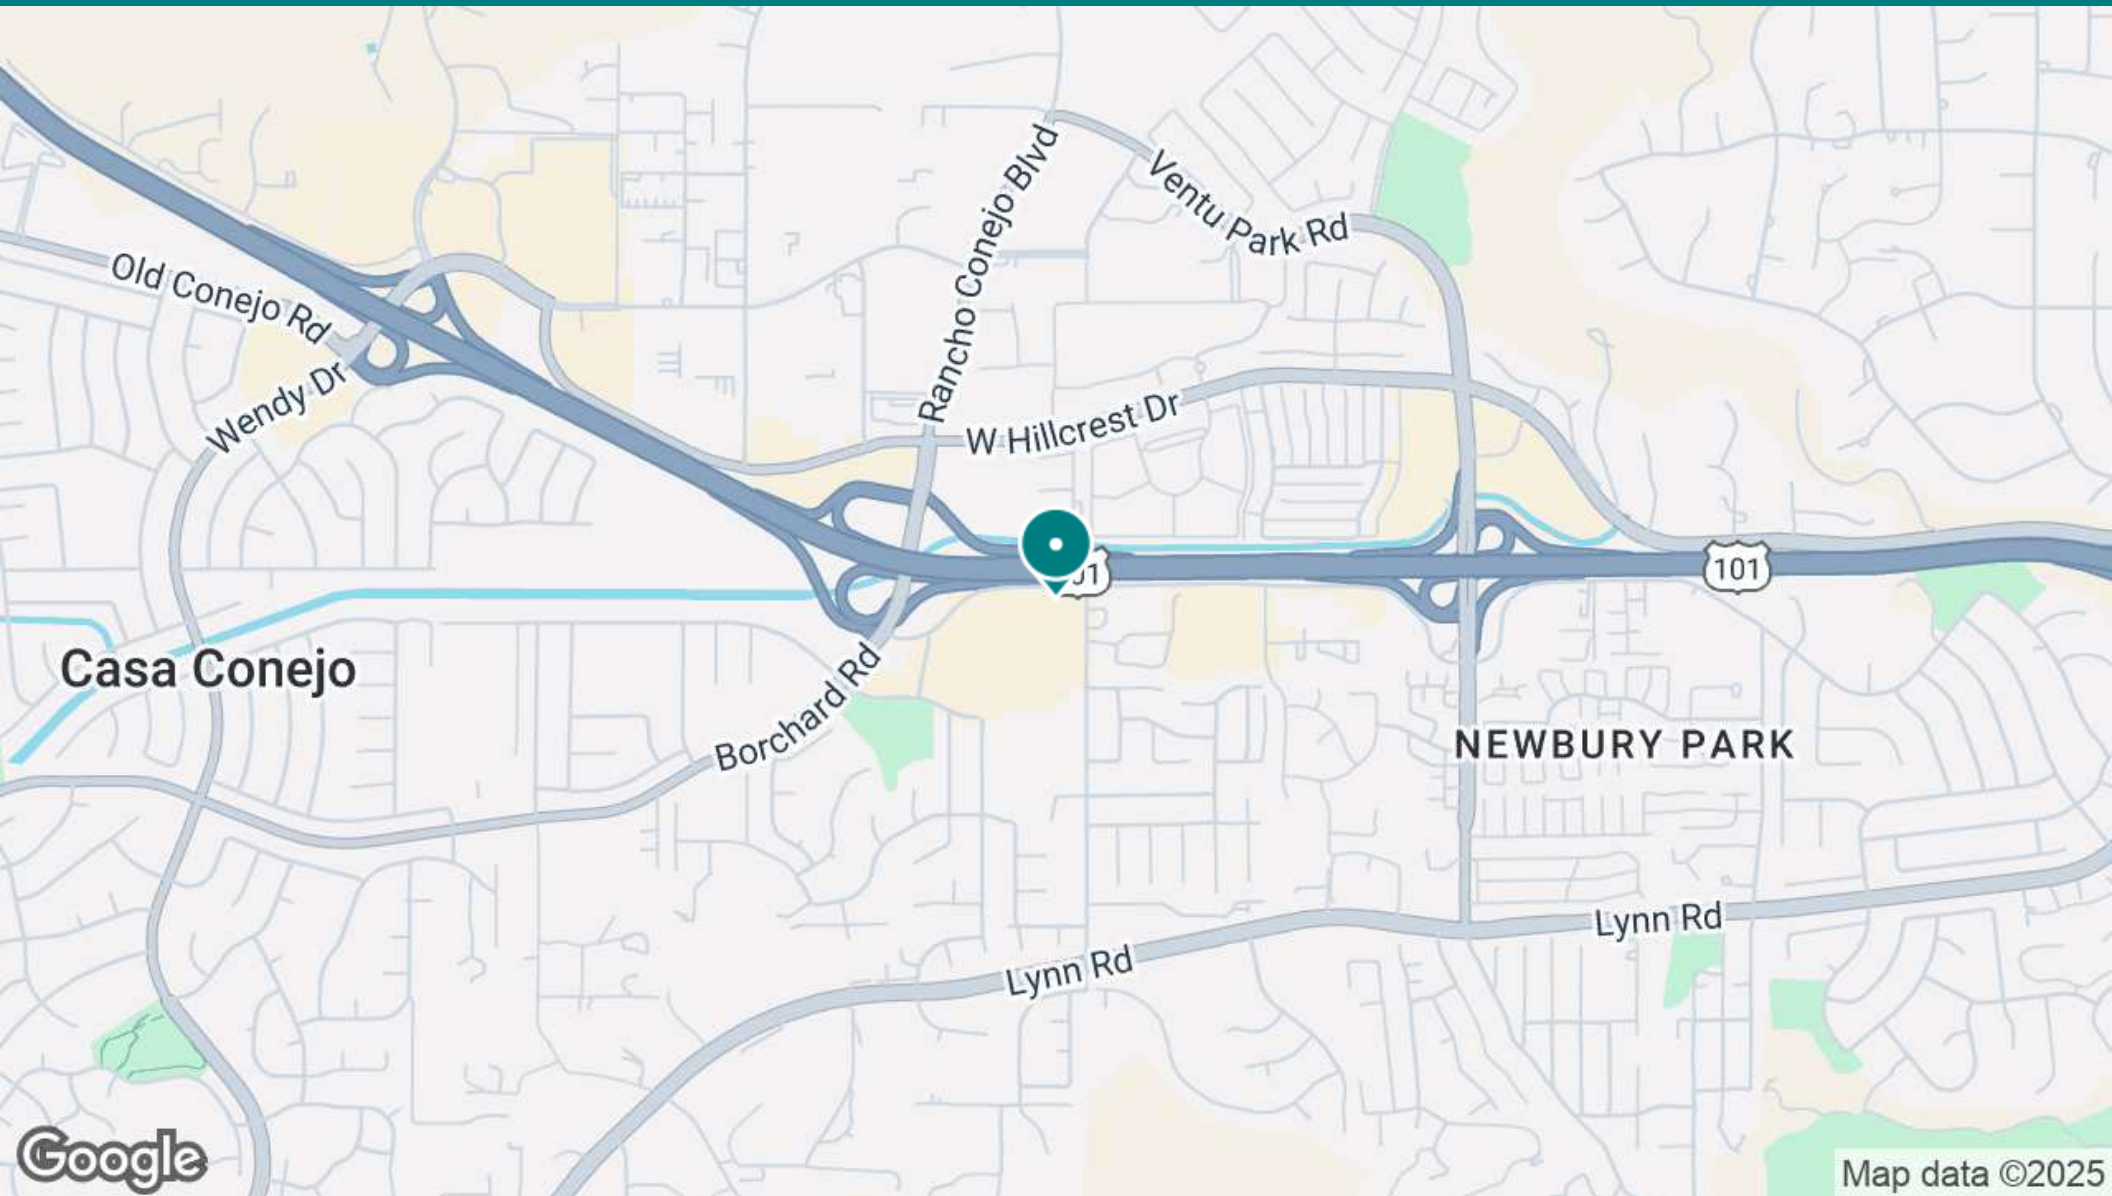 Rancho Conejo Blvd
Ventu Park Rd
Old Conejo Rd
Wendy Dr
W Hillcrest Dr
101
Casa Conejo
Borchard Rd
NEWBURY PARK
Lynn Rd
Lynn Rd
Google
Map data ©2025